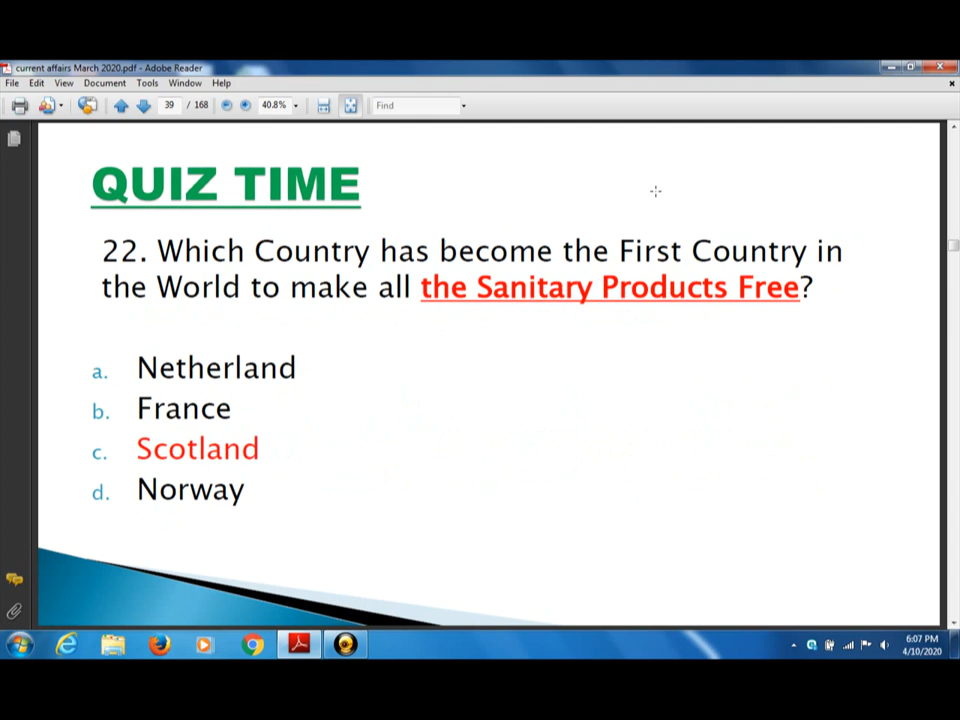 current affairs March 2020.pdf - Adobe Reader
File Edit View Document Tools Window Help
39 / 168 40.8% Find
QUIZ TIME
22. Which Country has become the First Country in
the World to make all the Sanitary Products Free?
a. Netherland
b. France
c. Scotland
d. Norway
6:07 PM
4/10/2020